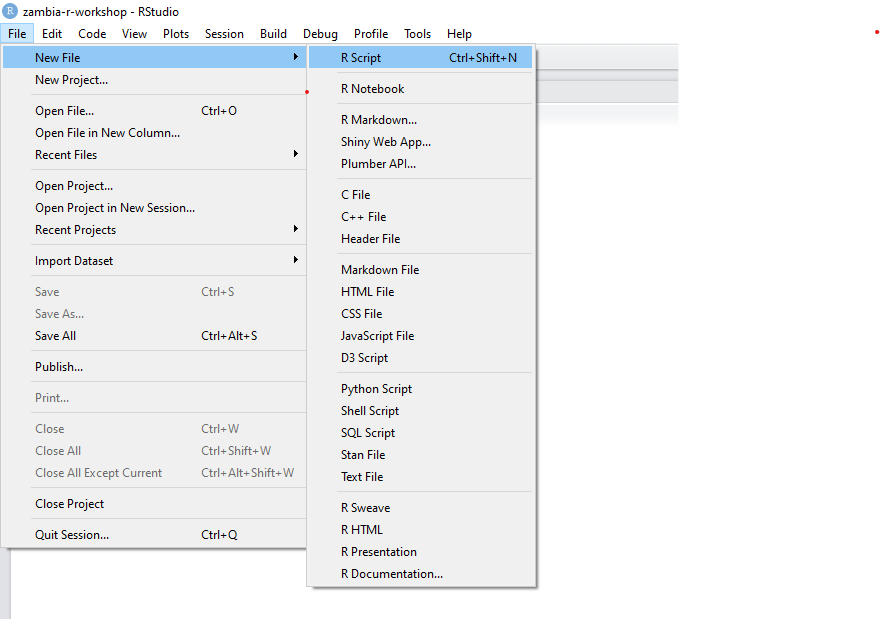 R zambia-r-workshop - RStudio
File Edit Code View Plots Session Build Debug Profile Tools Help
New File
New Project...
Open File... Ctrl+O
Open File in New Column...
Recent Files
Open Project...
Open Project in New Session...
Recent Projects
Import Dataset
Save Ctrl+S
Save As...
Save All Ctrl+Alt+S
Publish...
Print...
Close Ctrl+W
Close All Ctrl+Shift+W
Close All Except Current Ctrl+Alt+Shift+W
Close Project
Quit Session... Ctrl+Q
R Script Ctrl+Shift+N
R Notebook
R Markdown...
Shiny Web App...
Plumber API...
C File
C++ File
Header File
Markdown File
HTML File
CSS File
JavaScript File
D3 Script
Python Script
Shell Script
SQL Script
Stan File
Text File
R Sweave
R HTML
R Presentation
R Documentation...